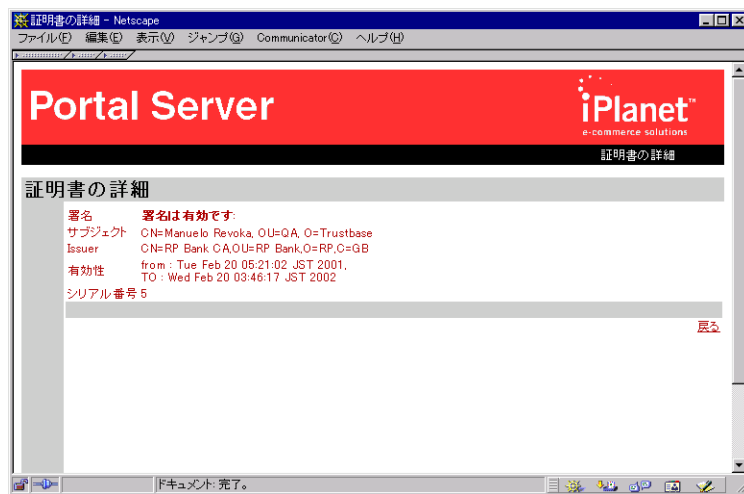 証明書の詳細 - Netscape
ファイル(F) 編集(E) 表示(V) ジャンプ(G) Communicator(C) ヘルプ(H)
Portal Server
iPlanet™
e-commerce solutions
証明書の詳細
証明書の詳細
署名 署名は有効です:
サブジェクト CN=Manuelo Revoka, OU=QA, O=Trustbase
Issuer CN=RP Bank CA,OU=RP Bank,O=RP,C=GB
有効性 from : Tue Feb 20 05:21:02 JST 2001,
TO : Wed Feb 20 03:46:17 JST 2002
シリアル番号 5
戻る
ドキュメント: 完了。